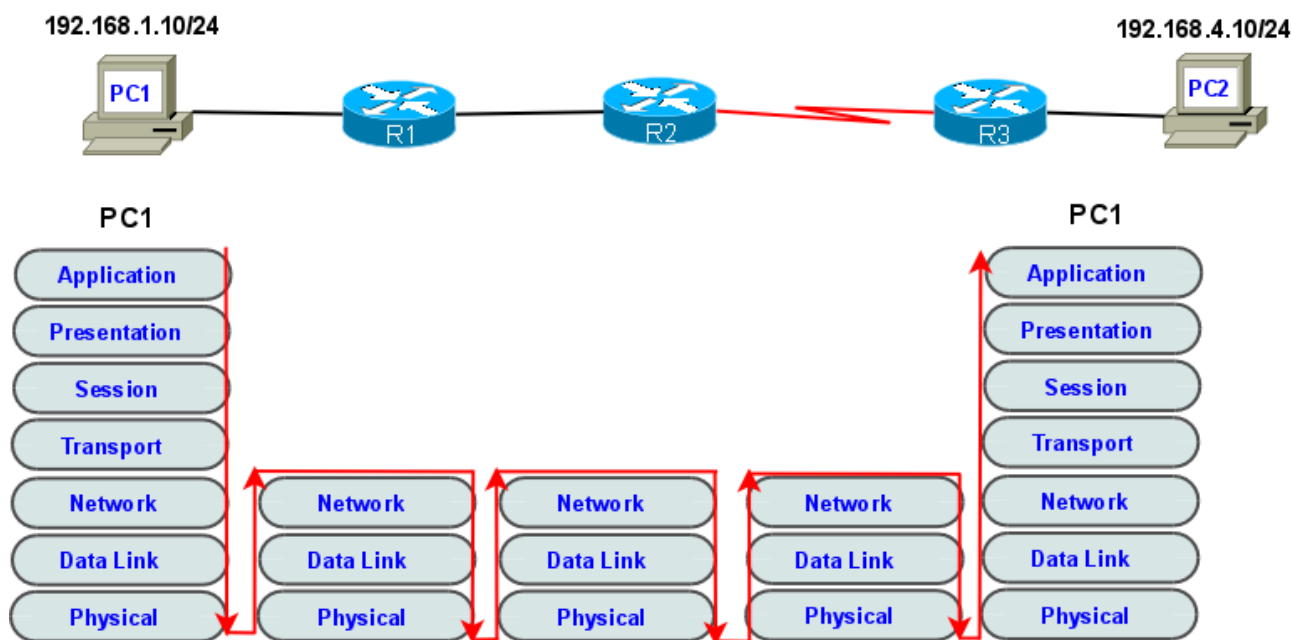 192.168.1.10/24 192.168.4.10/24
PC1 R1 R2 R3 PC2
PC1 PC1
Application Application
Presentation Presentation
Session Session
Transport Transport
Network Network Network Network Network
Data Link Data Link Data Link Data Link Data Link
Physical Physical Physical Physical Physical